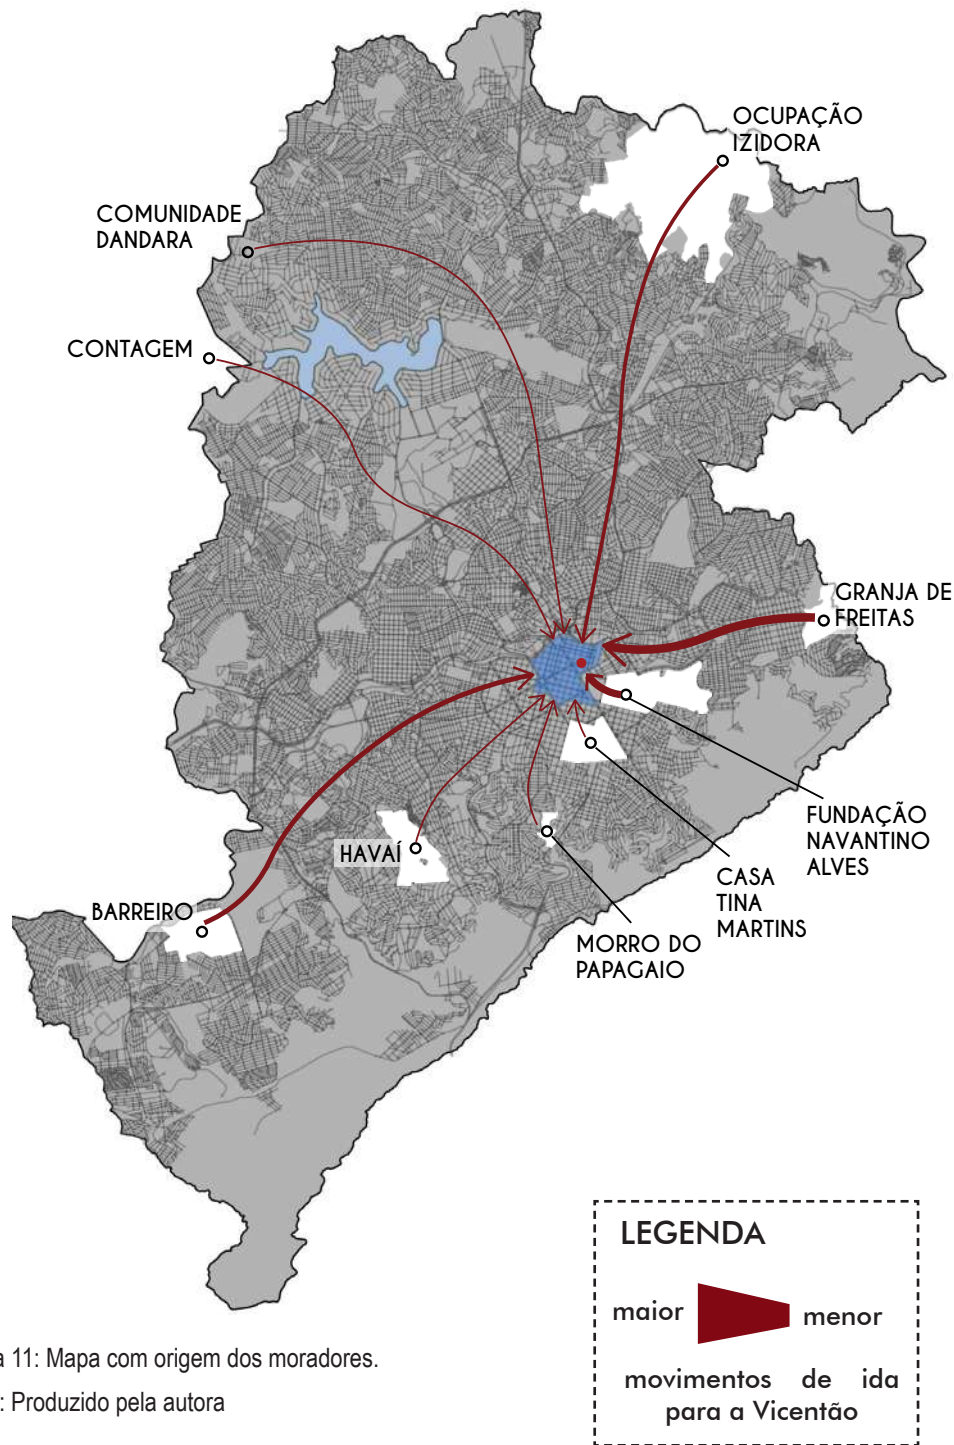 OCUPAÇÃO
IZIDORA
COMUNIDADE
DANDARA
CONTAGEM
GRANJA DE
FREITAS
FUNDAÇÃO
NAVANTINO
ALVES
HAVAÍ
CASA
TINA
MARTINS
BARREIRO
MORRO DO
PAPAGAIO
LEGENDA
maior
menor
movimentos de ida
para a Vicentão
a 11: Mapa com origem dos moradores.
: Produzido pela autora